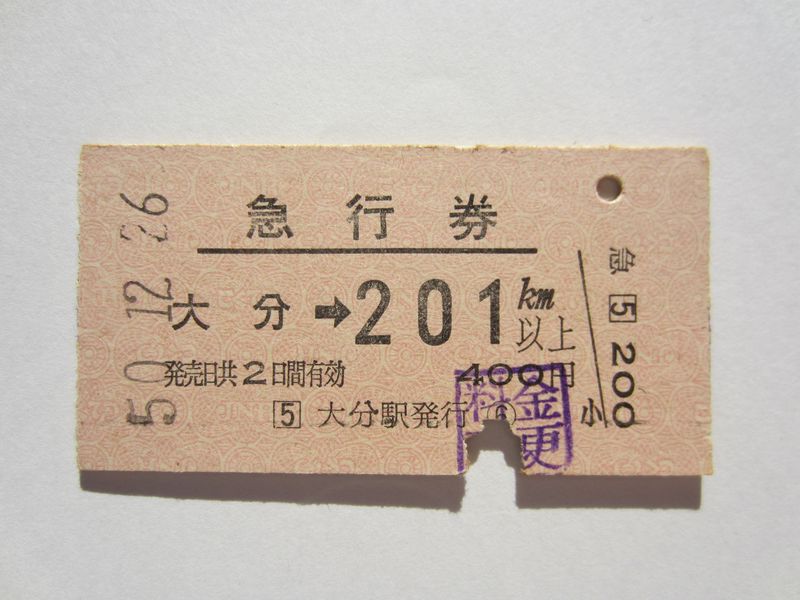 50.12.26
急行券
大分➡201km以上
発売日共2日間有効 400円
5 大分駅発行 (6)
急 5 200
小
料金
更